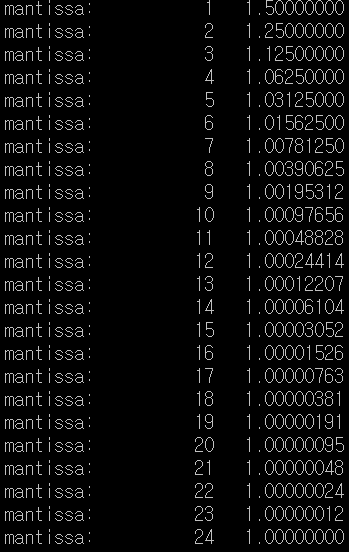 mantissa: 1 1.50000000
mantissa: 2 1.25000000
mantissa: 3 1.12500000
mantissa: 4 1.06250000
mantissa: 5 1.03125000
mantissa: 6 1.01562500
mantissa: 7 1.00781250
mantissa: 8 1.00390625
mantissa: 9 1.00195312
mantissa: 10 1.00097656
mantissa: 11 1.00048828
mantissa: 12 1.00024414
mantissa: 13 1.00012207
mantissa: 14 1.00006104
mantissa: 15 1.00003052
mantissa: 16 1.00001526
mantissa: 17 1.00000763
mantissa: 18 1.00000381
mantissa: 19 1.00000191
mantissa: 20 1.00000095
mantissa: 21 1.00000048
mantissa: 22 1.00000024
mantissa: 23 1.00000012
mantissa: 24 1.00000000